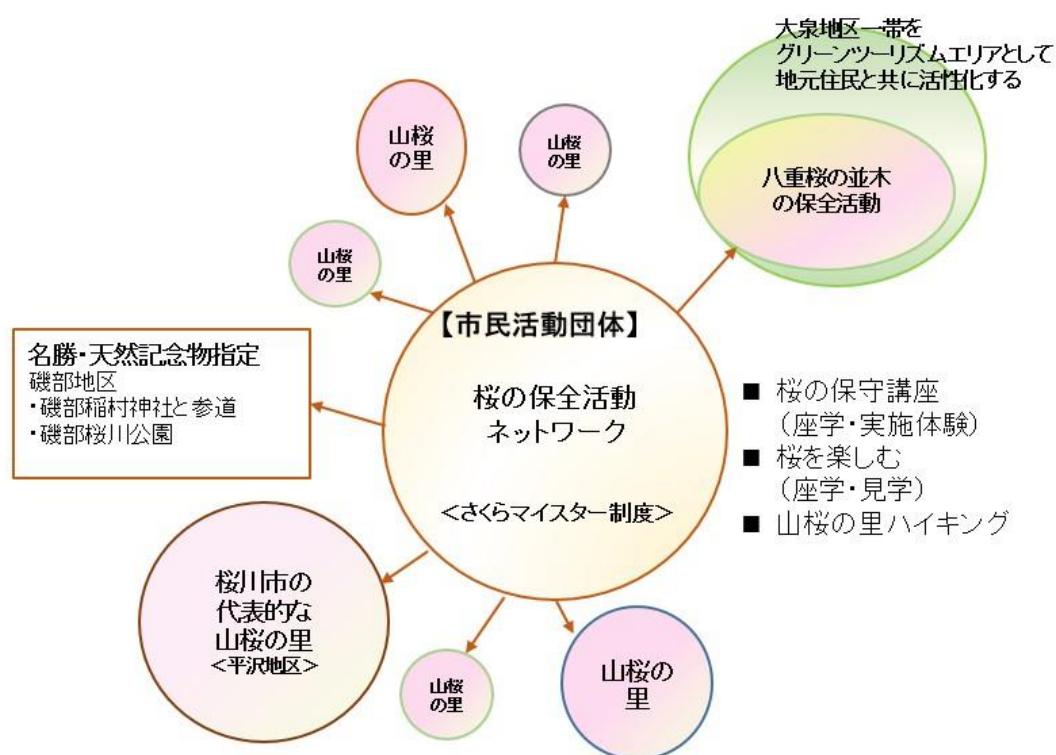 大泉地区一帯を
グリーンツーリズムエリアとして
地元住民と共に活性化する
八重桜の並木
の保全活動
山桜
の里
山桜
の里
山桜
の里
【市民活動団体】
桜の保全活動
ネットワーク
<さくらマイスター制度>
名勝・天然記念物指定
磯部地区
・磯部稲村神社と参道
・磯部桜川公園
■ 桜の保守講座
(座学・実施体験)
■ 桜を楽しむ
(座学・見学)
■ 山桜の里ハイキング
桜川市の
代表的な
山桜の里
<平沢地区>
山桜
の里
山桜の
里